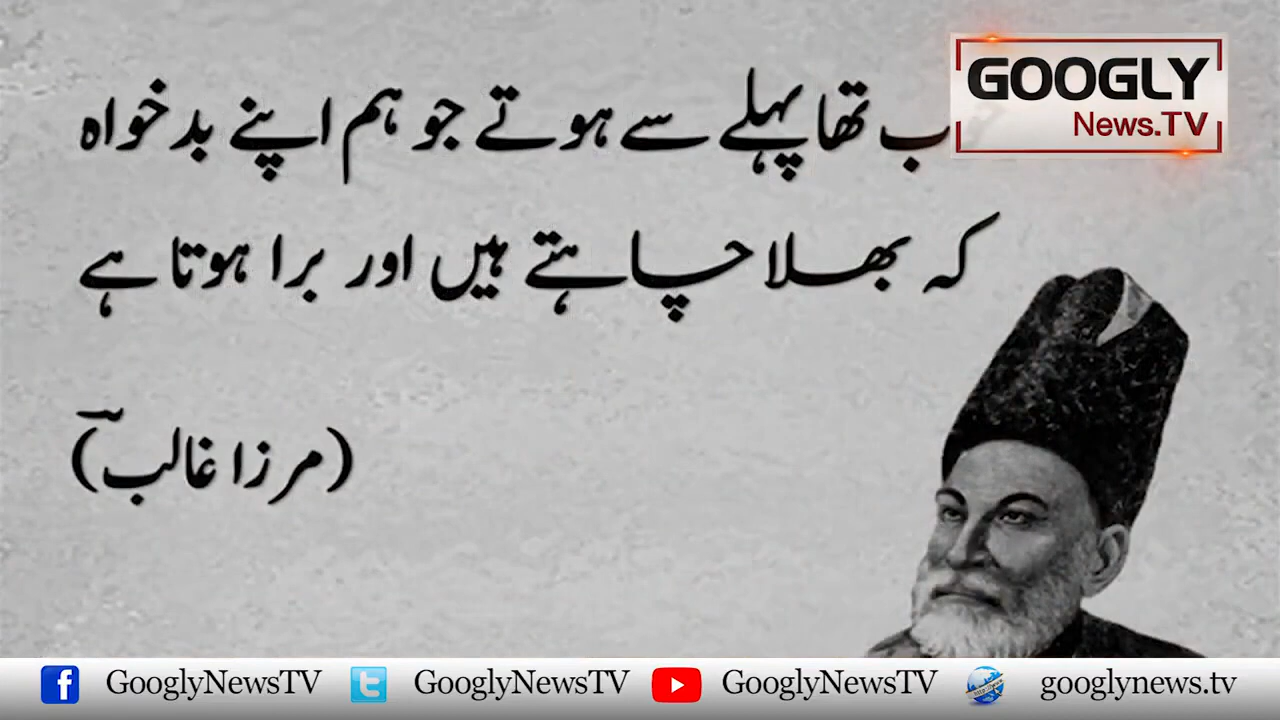 تھا پہلے سے ہوتے جو ہم اپنے بدخواہ
GOOGLY
News.TV
کہ بھلا چاہتے ہیں اور برا ہوتا ہے
(مرزا غالبؔ)
GooglyNewsTV GooglyNewsTV GooglyNewsTV googlynews.tv